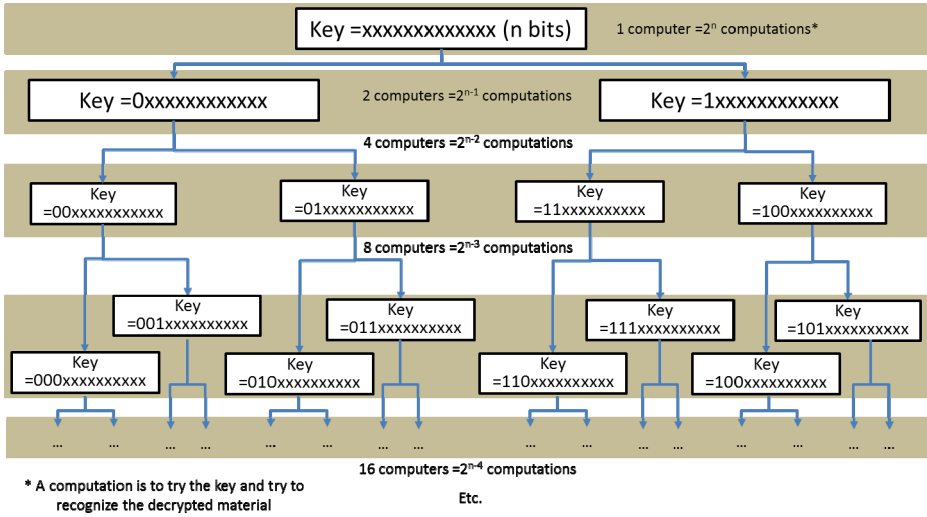 Key =xxxxxxxxxxxxx (n bits)
1 computer =2ⁿ computations*
Key =0xxxxxxxxxxxx
2 computers =2ⁿ⁻¹ computations
Key =1xxxxxxxxxxxx
4 computers =2ⁿ⁻² computations
Key
=00xxxxxxxxxxx
Key
=01xxxxxxxxxxx
Key
=11xxxxxxxxxx
Key
=100xxxxxxxxxx
8 computers =2ⁿ⁻³ computations
Key
=001xxxxxxxxxx
Key
=011xxxxxxxxxx
Key
=111xxxxxxxxxx
Key
=101xxxxxxxxxx
Key
=000xxxxxxxxxx
Key
=010xxxxxxxxxx
Key
=110xxxxxxxxxx
Key
=100xxxxxxxxxx
... ... ... ... ... ... ... ... ... ... ... ... ... ... ... ...
16 computers =2ⁿ⁻⁴ computations
* A computation is to try the key and try to
recognize the decrypted material
Etc.